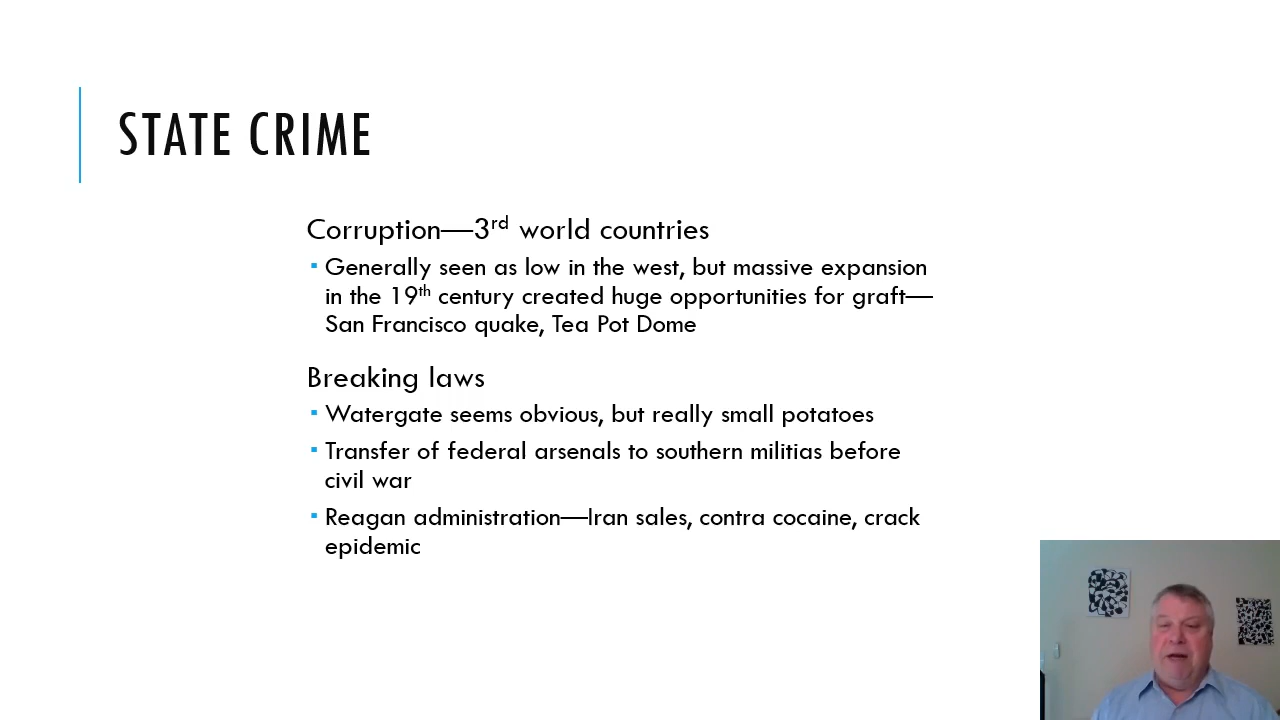 STATE CRIME
Corruption—3rd world countries
▪ Generally seen as low in the west, but massive expansion
in the 19th century created huge opportunities for graft—
San Francisco quake, Tea Pot Dome
Breaking laws
▪ Watergate seems obvious, but really small potatoes
▪ Transfer of federal arsenals to southern militias before
civil war
▪ Reagan administration—Iran sales, contra cocaine, crack
epidemic